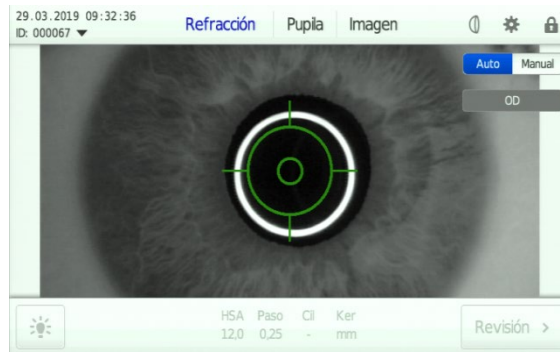 29.03.2019 09:32:36
ID: 000067
Refracción Pupila Imagen
Auto Manual
OD
HSA Paso Cil Ker
12,0 0,25 - mm
Revisión >